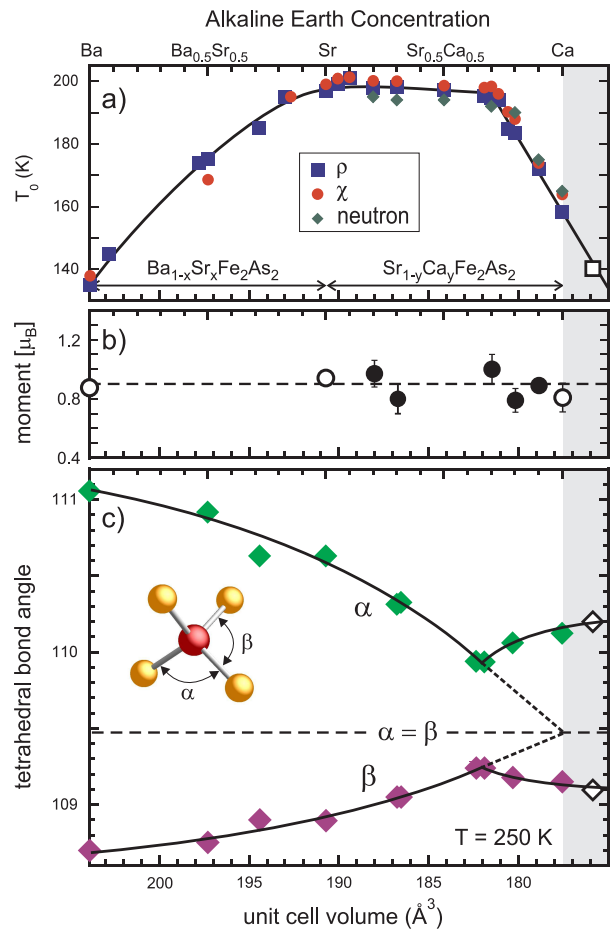 Alkaline Earth Concentration
Ba Ba0.5Sr0.5 Sr Sr0.5Ca0.5 Ca
a)
T0 (K)
200
180
160
140
ρ
χ
neutron
Ba1-xSrxFe2As2 Sr1-yCayFe2As2
b)
moment [μB]
1.2
0.8
0.4
c)
tetrahedral bond angle
111
110
109
α
β
α
α = β
β
T = 250 K
200 195 190 185 180
unit cell volume (Å3)